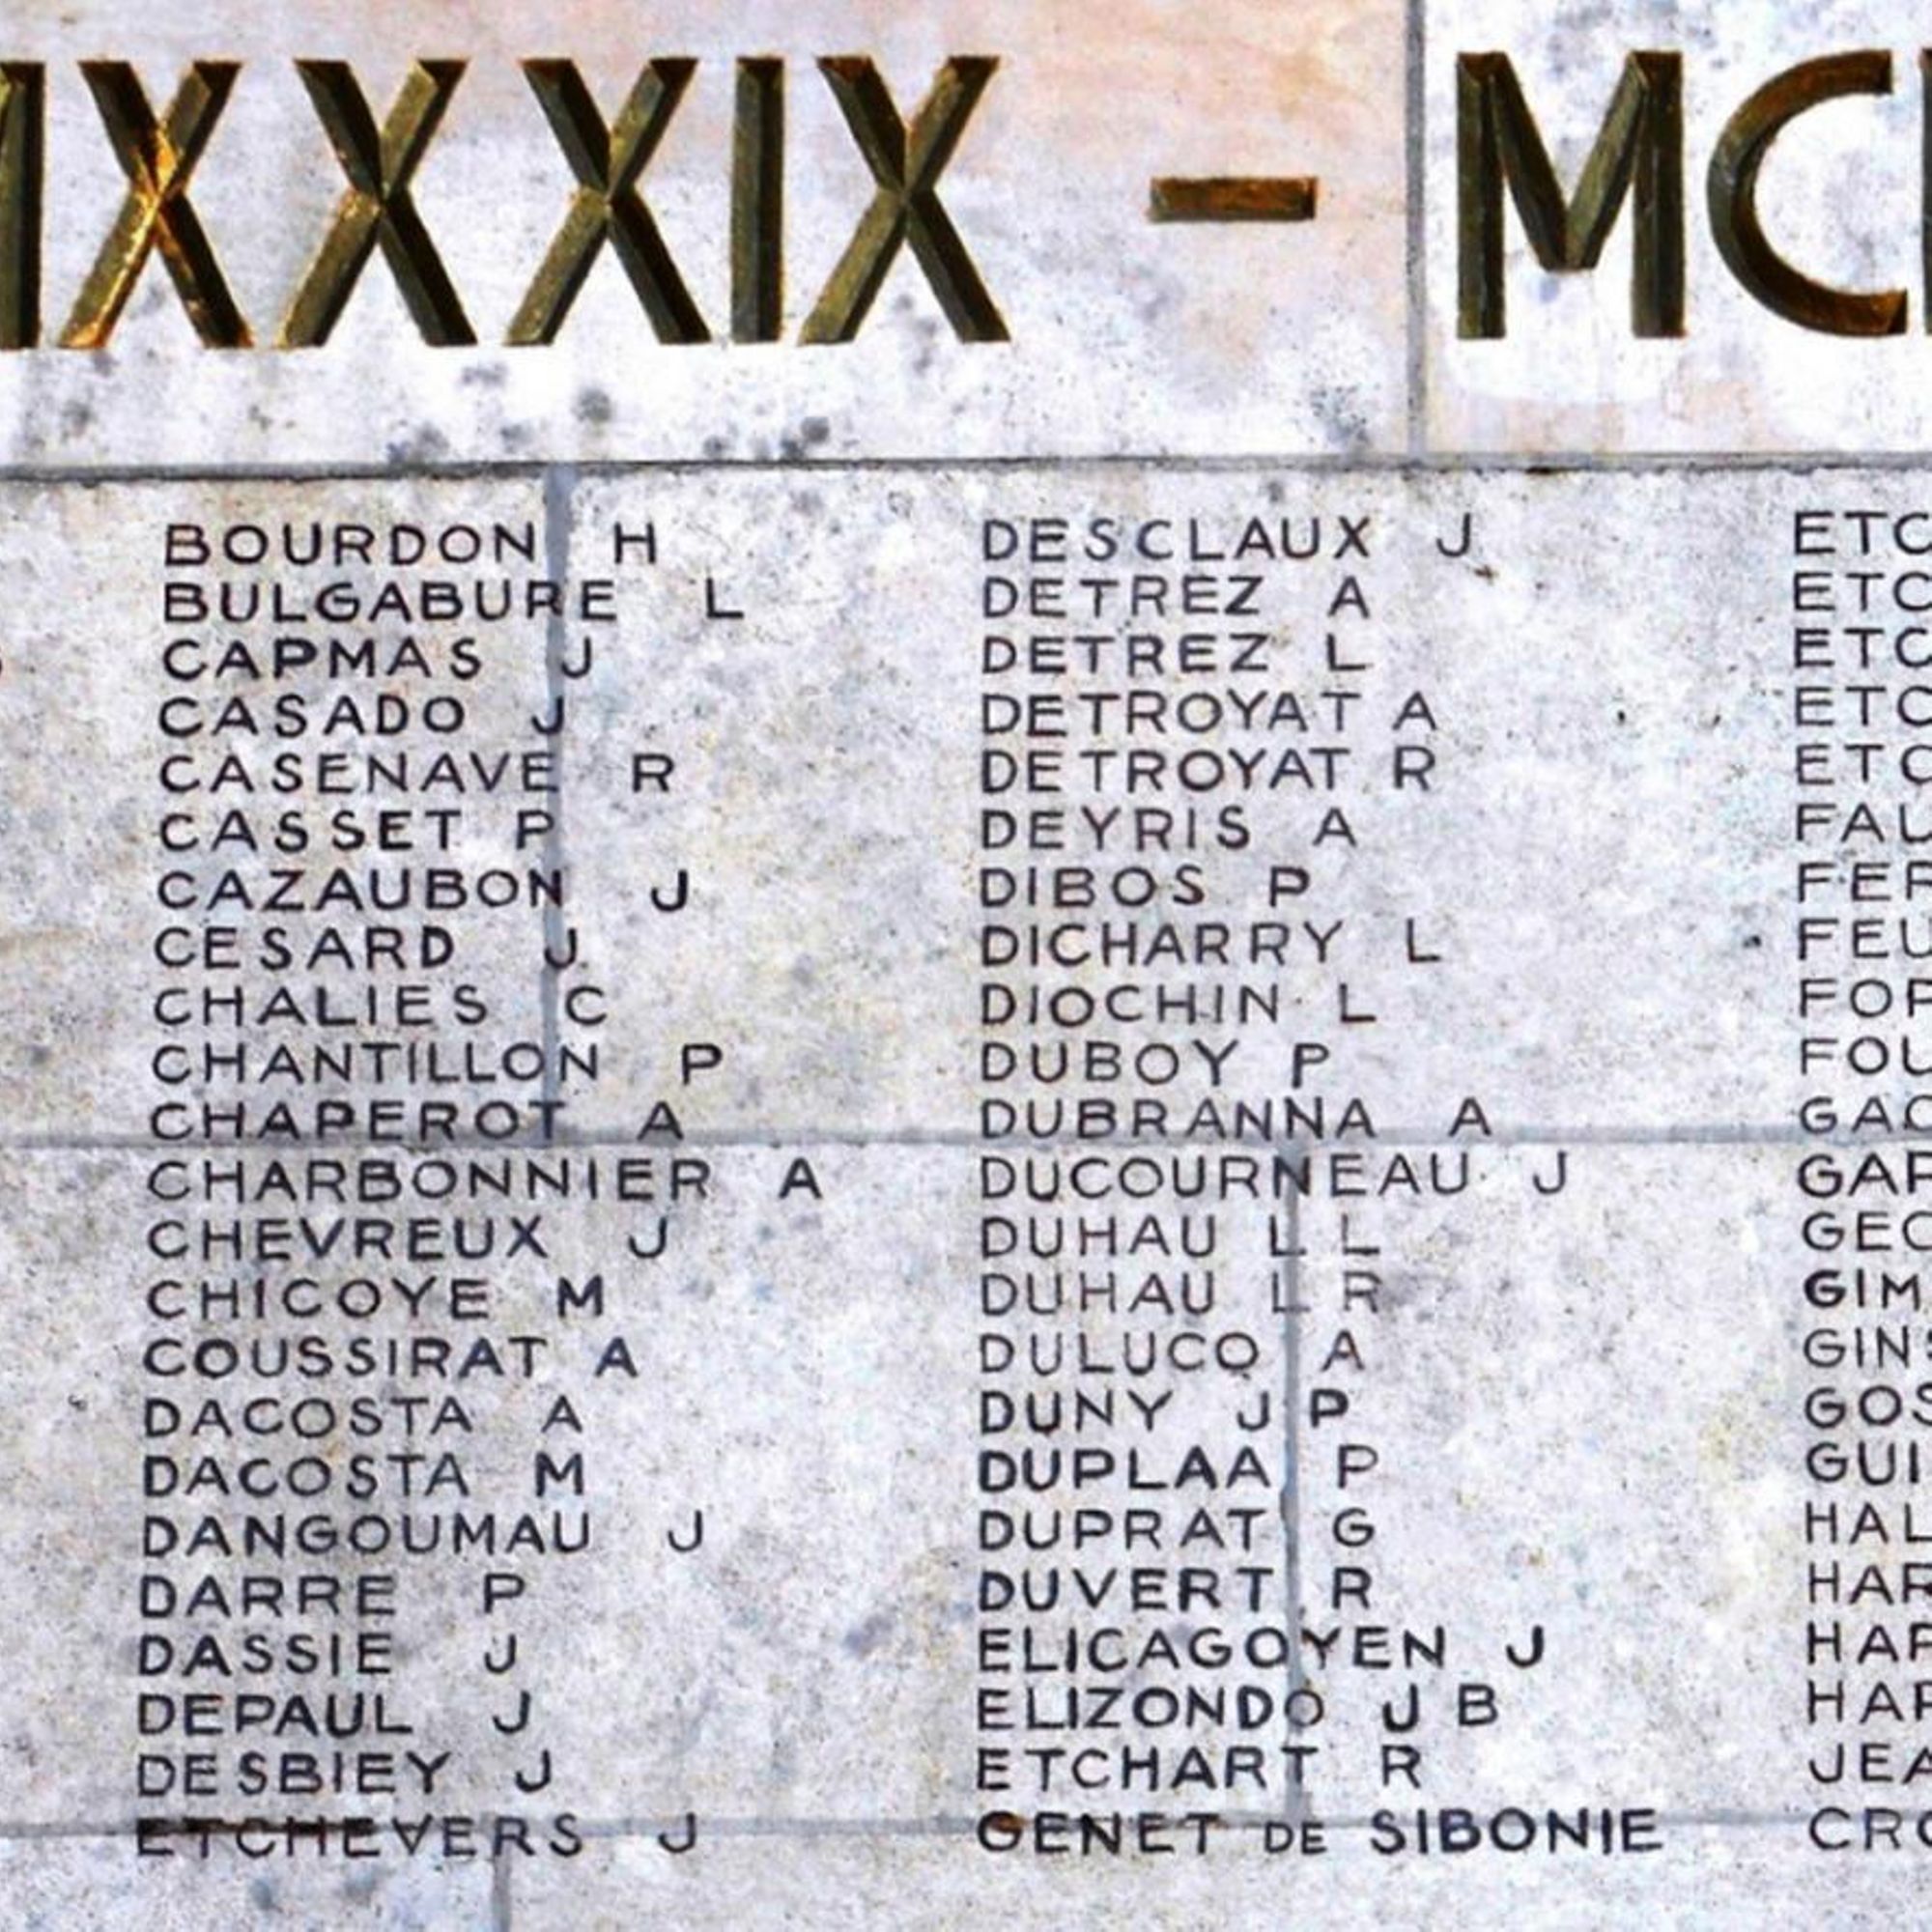 XXXIX - MC
BOURDON H
BULGABURE L
CAPMAS J
CASADO J
CASENAVE R
CASSET P
CAZAUBON J
CESARD J
CHALIES C
CHANTILLON P
CHAPEROT A
CHARBONNIER A
CHEVREUX J
CHICOYE M
COUSSIRAT A
DACOSTA A
DACOSTA M
DANGOUMAU J
DARRE P
DASSIE J
DEPAUL J
DESBIEY J
ETCHEVERS J
DESCLAUX J
DETREZ A
DETREZ L
DETROYAT A
DETROYAT R
DEYRIS A
DIBOS P
DICHARRY L
DIOCHIN L
DUBOY P
DUBRANNA A
DUCOURNEAU J
DUHAU L L
DUHAU L R
DULUCQ A
DUNY J P
DUPLAA P
DUPRAT G
DUVERT R
ELICAGOYEN J
ELIZONDO J B
ETCHART R
GENET DE SIBONIE